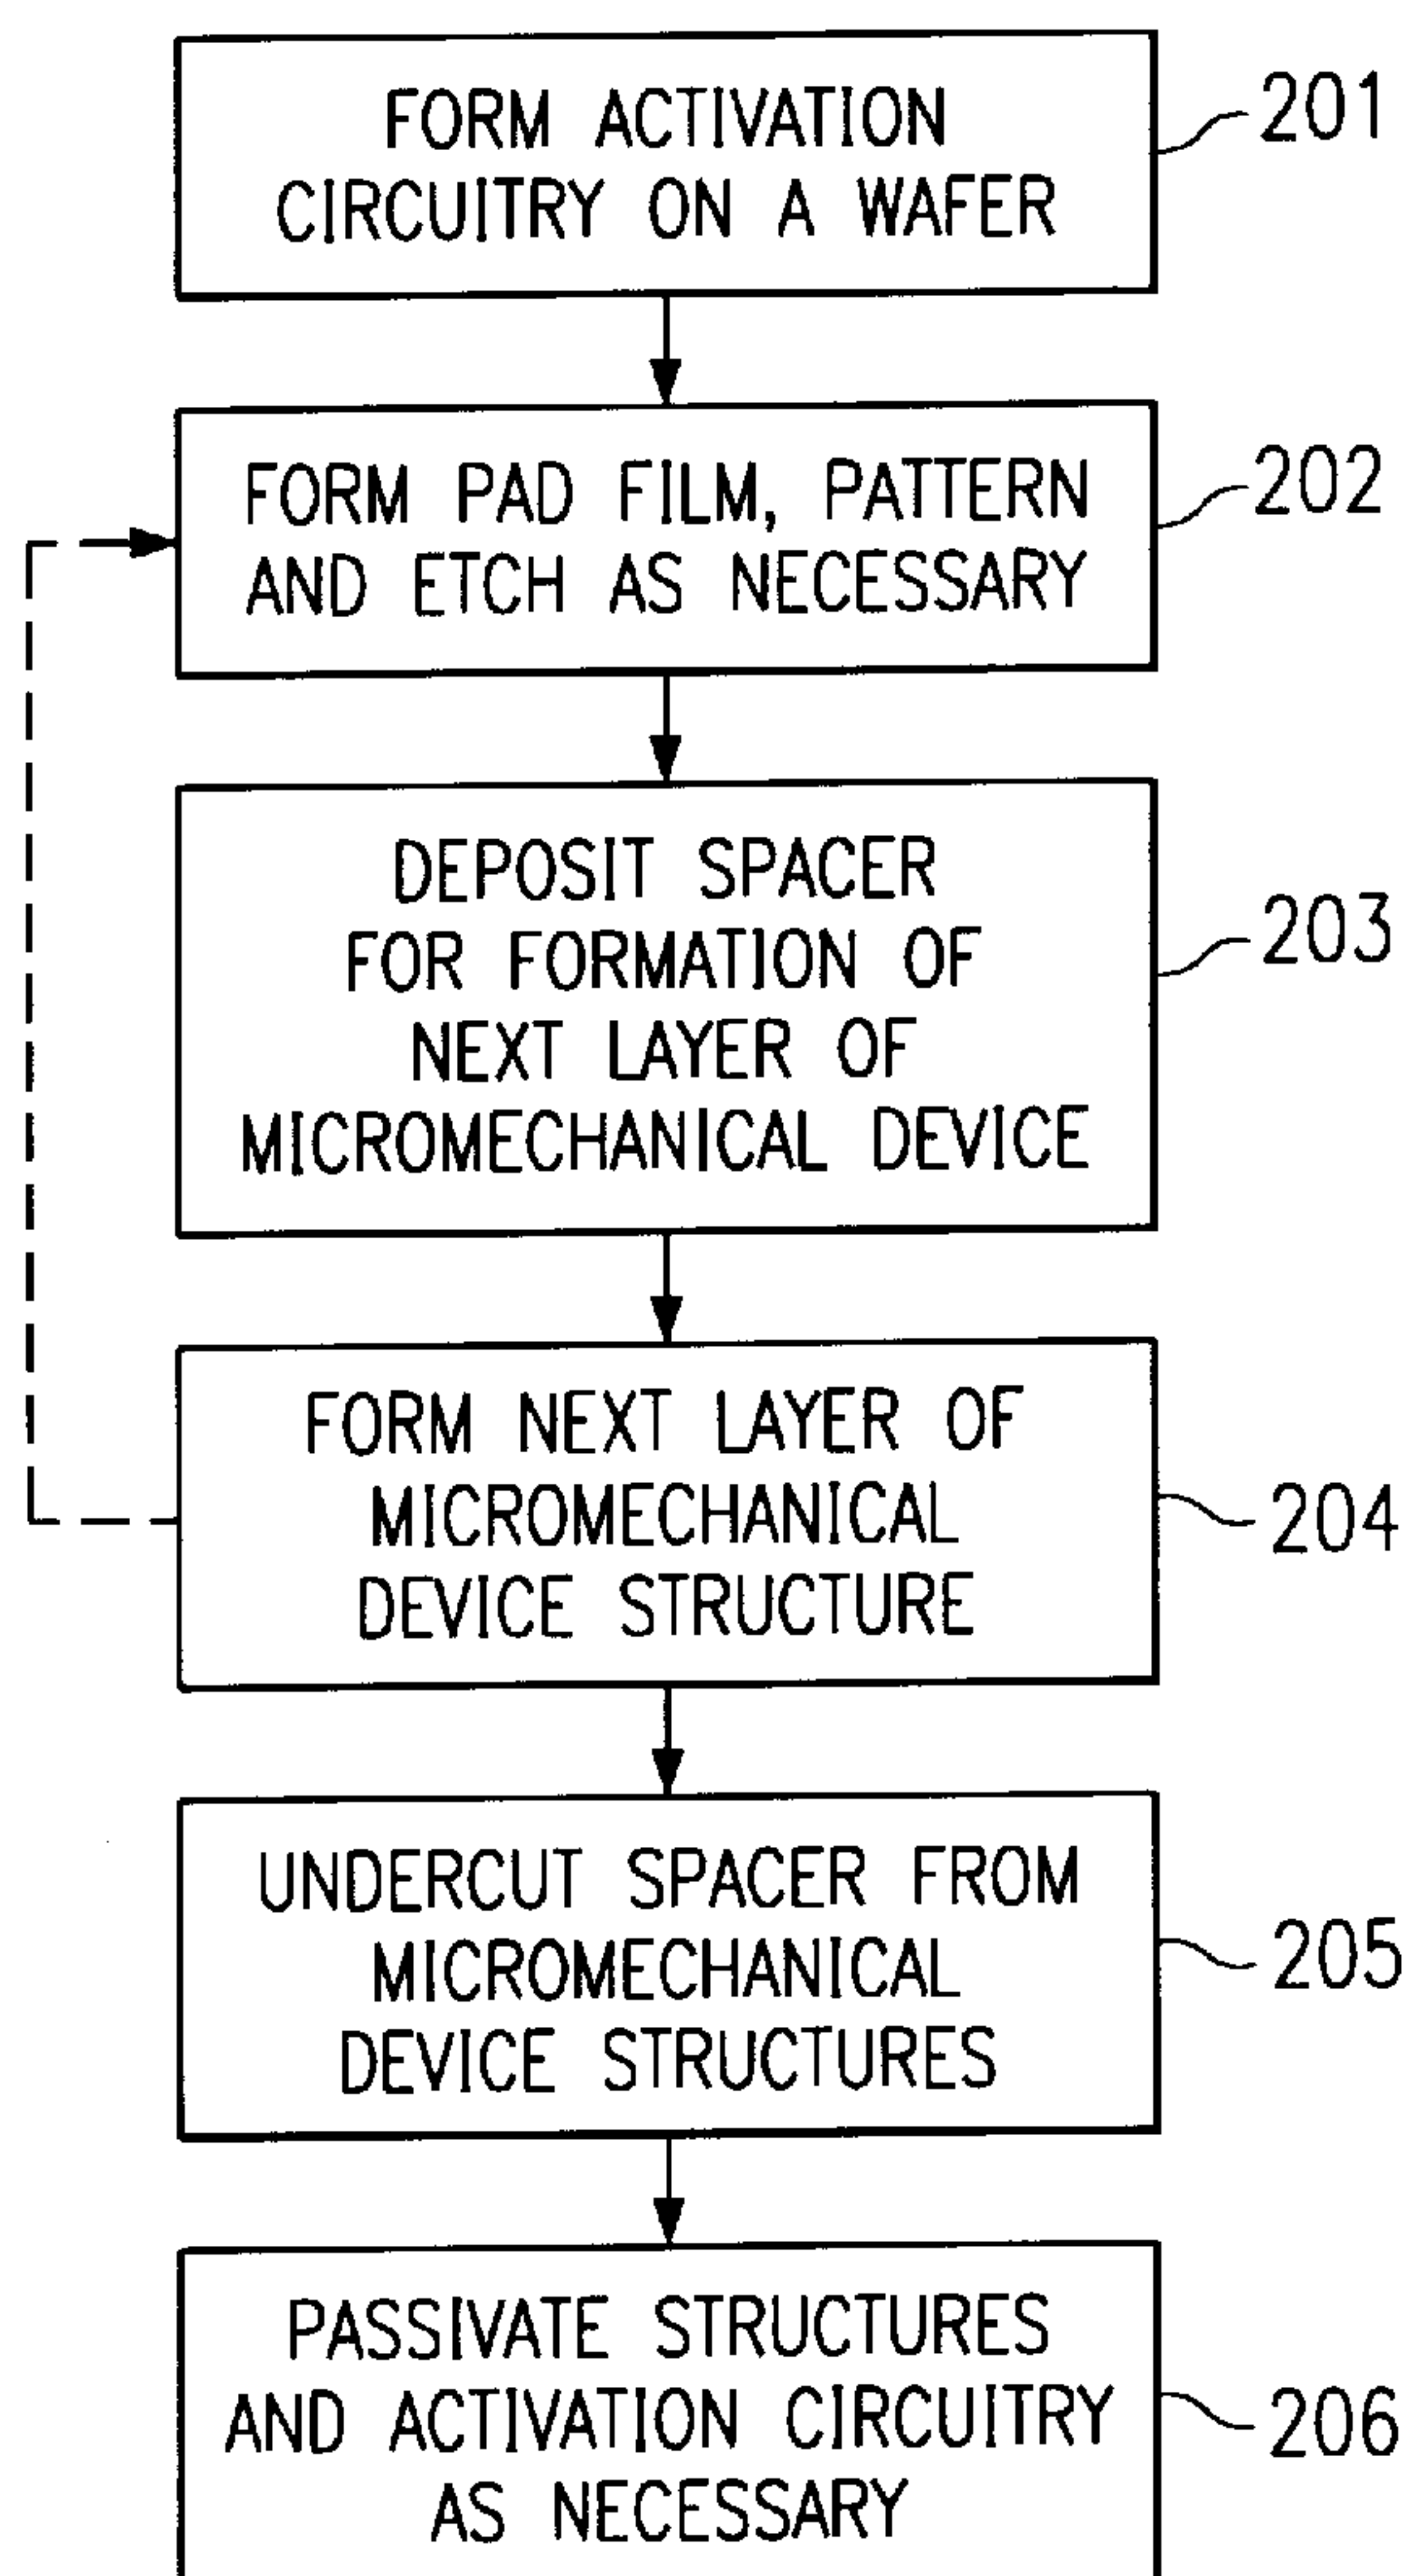 FORM ACTIVATION
CIRCUITRY ON A WAFER
201
FORM PAD FILM, PATTERN
AND ETCH AS NECESSARY
202
DEPOSIT SPACER
FOR FORMATION OF
NEXT LAYER OF
MICROMECHANICAL DEVICE
203
FORM NEXT LAYER OF
MICROMECHANICAL
DEVICE STRUCTURE
204
UNDERCUT SPACER FROM
MICROMECHANICAL
DEVICE STRUCTURES
205
PASSIVATE STRUCTURES
AND ACTIVATION CIRCUITRY
AS NECESSARY
206